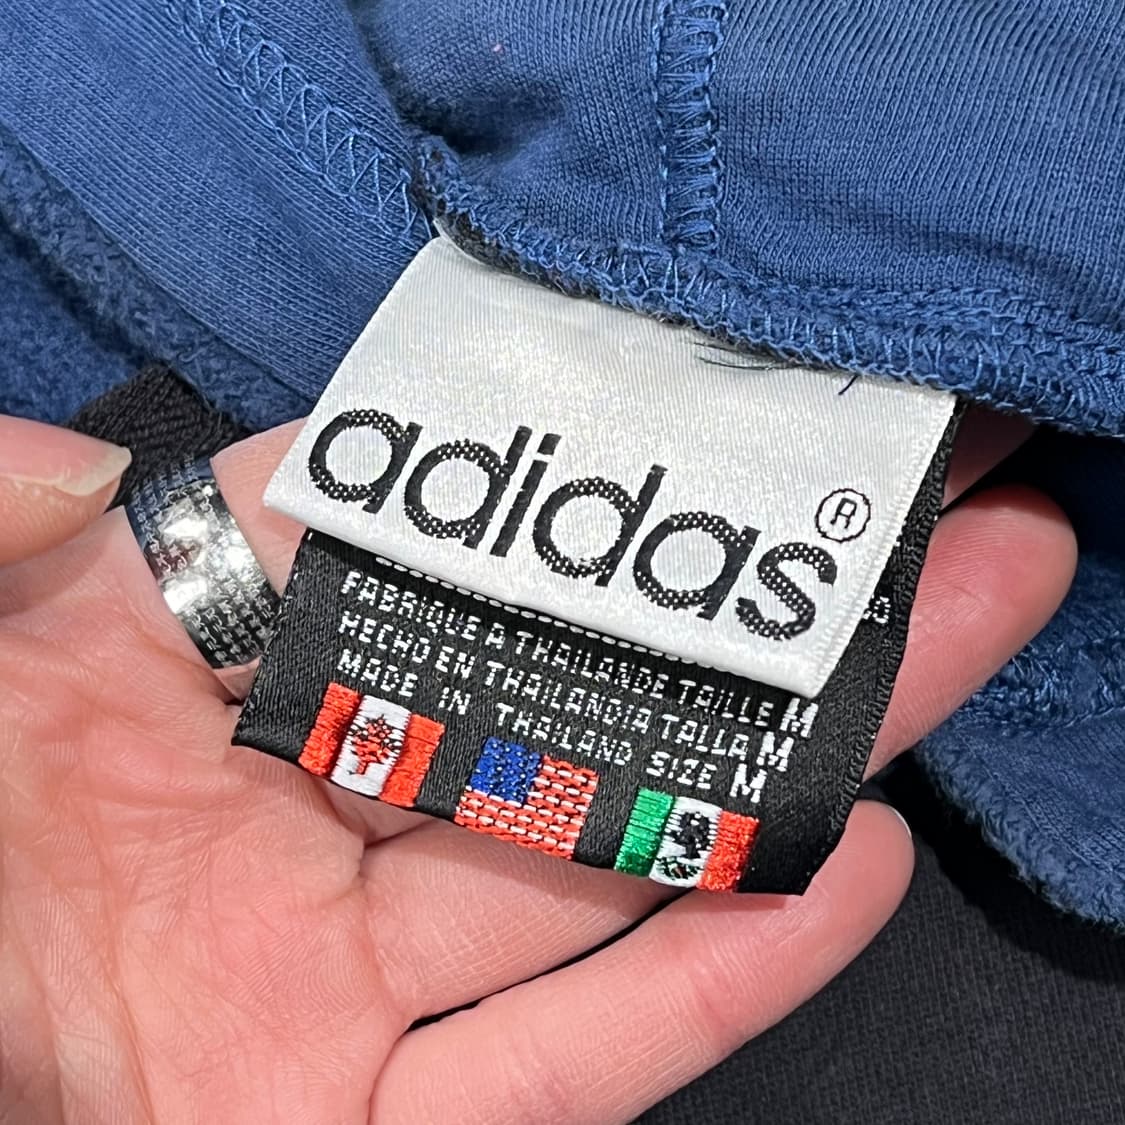 adidas®
FABRIQUE A THAILANDE TAILLE M
HECHO EN THAILANDIA TALLA M
MADE IN THAILAND SIZE M